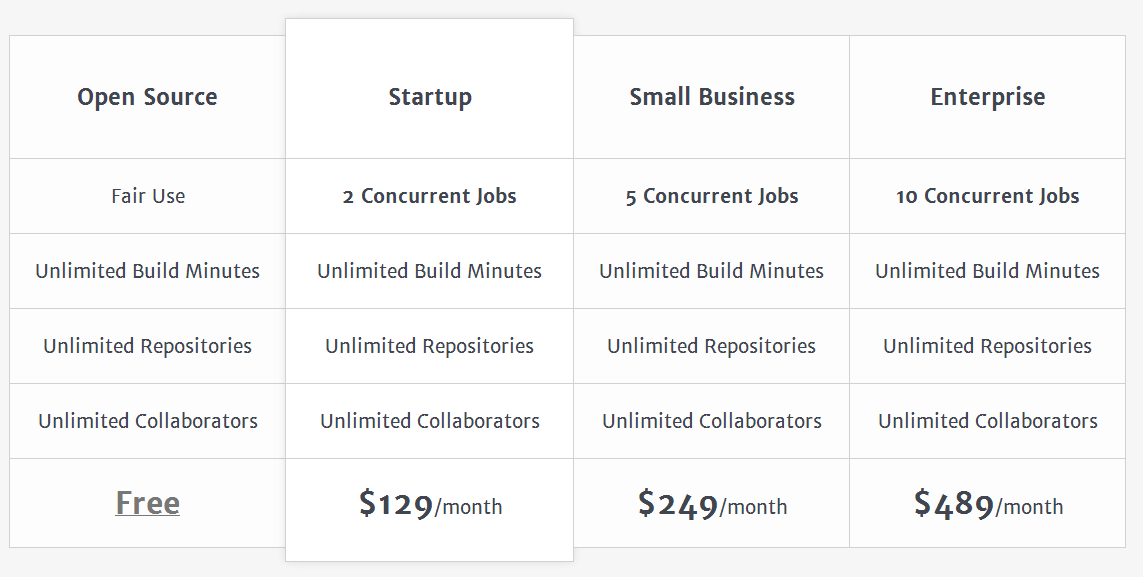 Open Source
Startup
Small Business
Enterprise
Fair Use
2 Concurrent Jobs
5 Concurrent Jobs
10 Concurrent Jobs
Unlimited Build Minutes
Unlimited Build Minutes
Unlimited Build Minutes
Unlimited Build Minutes
Unlimited Repositories
Unlimited Repositories
Unlimited Repositories
Unlimited Repositories
Unlimited Collaborators
Unlimited Collaborators
Unlimited Collaborators
Unlimited Collaborators
Free
$129/month
$249/month
$489/month